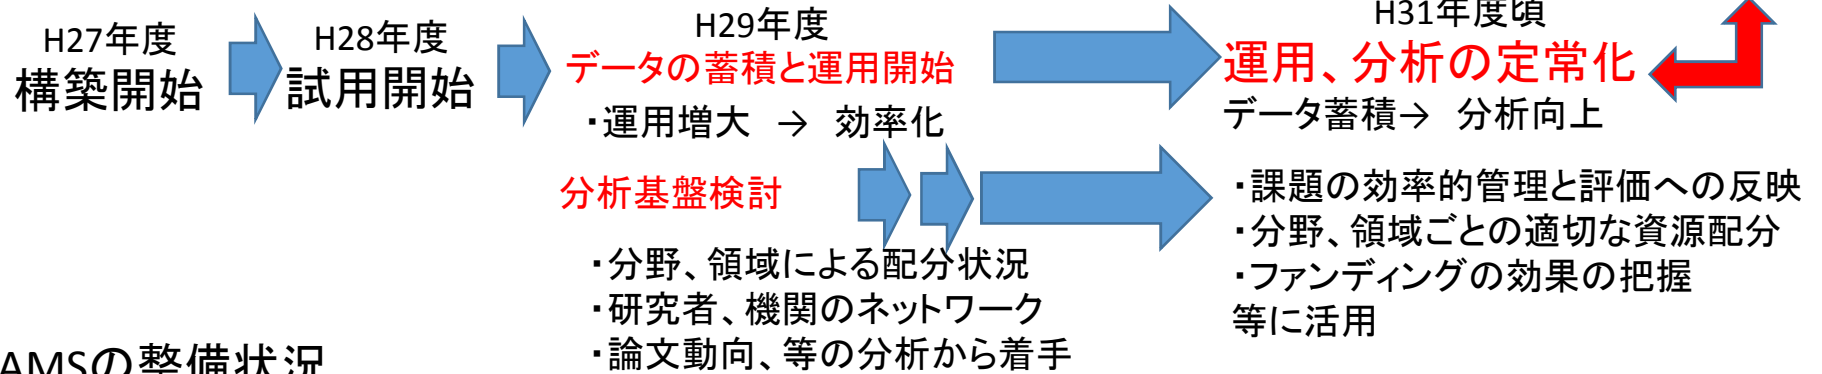 H27年度
構築開始
H28年度
試用開始
H29年度
データの蓄積と運用開始
・運用増大　→　効率化
分析基盤検討
・分野、領域による配分状況
・研究者、機関のネットワーク
・論文動向、等の分析から着手
H31年度頃
運用、分析の定常化
データ蓄積→　分析向上
・課題の効率的管理と評価への反映
・分野、領域ごとの適切な資源配分
・ファンディングの効果の把握
等に活用
AMSの整備状況